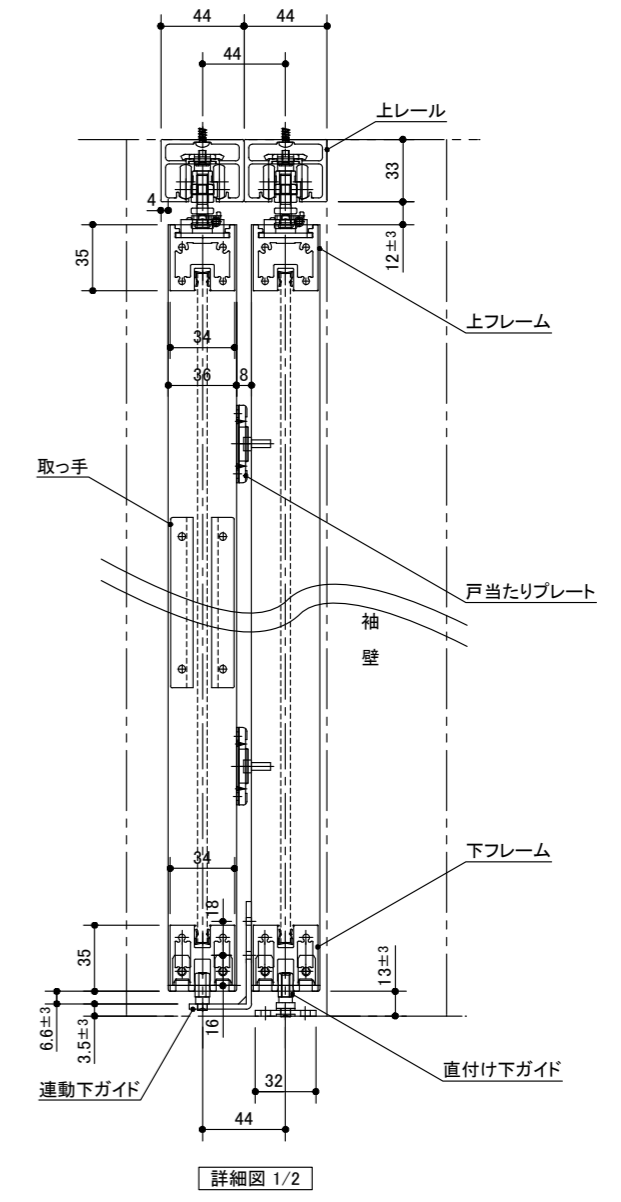 44
44
44
上レール
33
4
12±3
35
上フレーム
34
36
8
取っ手
戸当たりプレート
袖
壁
下フレーム
34
18
35
13±3
6.6±3
3.5±3
16
32
直付け下ガイド
連動下ガイド
44
詳細図 1/2